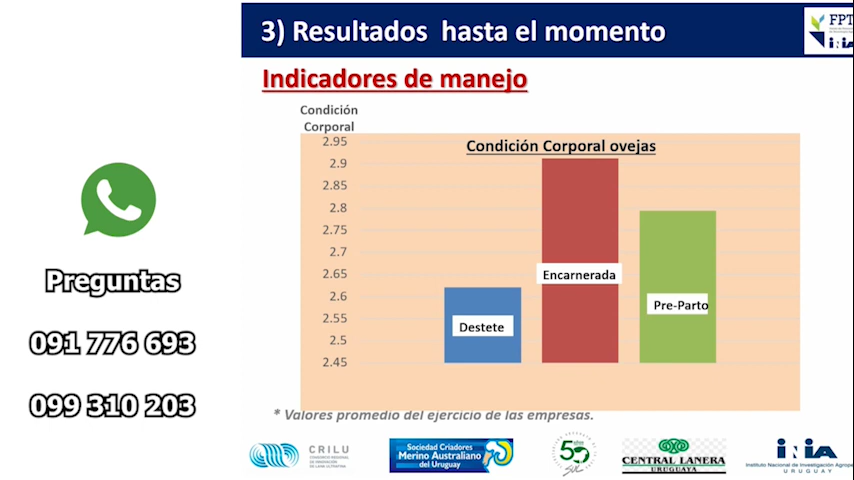 3) Resultados hasta el momento
FPT
INIA
Indicadores de manejo
Condición
Corporal
Condición Corporal ovejas
2.95
2.9
2.85
2.8
2.75
2.7
2.65
2.6
2.55
2.5
2.45
Destete
Encarnerada
Pre-Parto
* Valores promedio del ejercicio de las empresas.
Preguntas
091 776 693
099 310 203
CRILU
Sociedad Criadores
Merino Australiano
del Uruguay
50
años
SUL
CENTRAL LANERA
URUGUAYA
INIA
Instituto Nacional de Investigación Agrope
URUGUAY